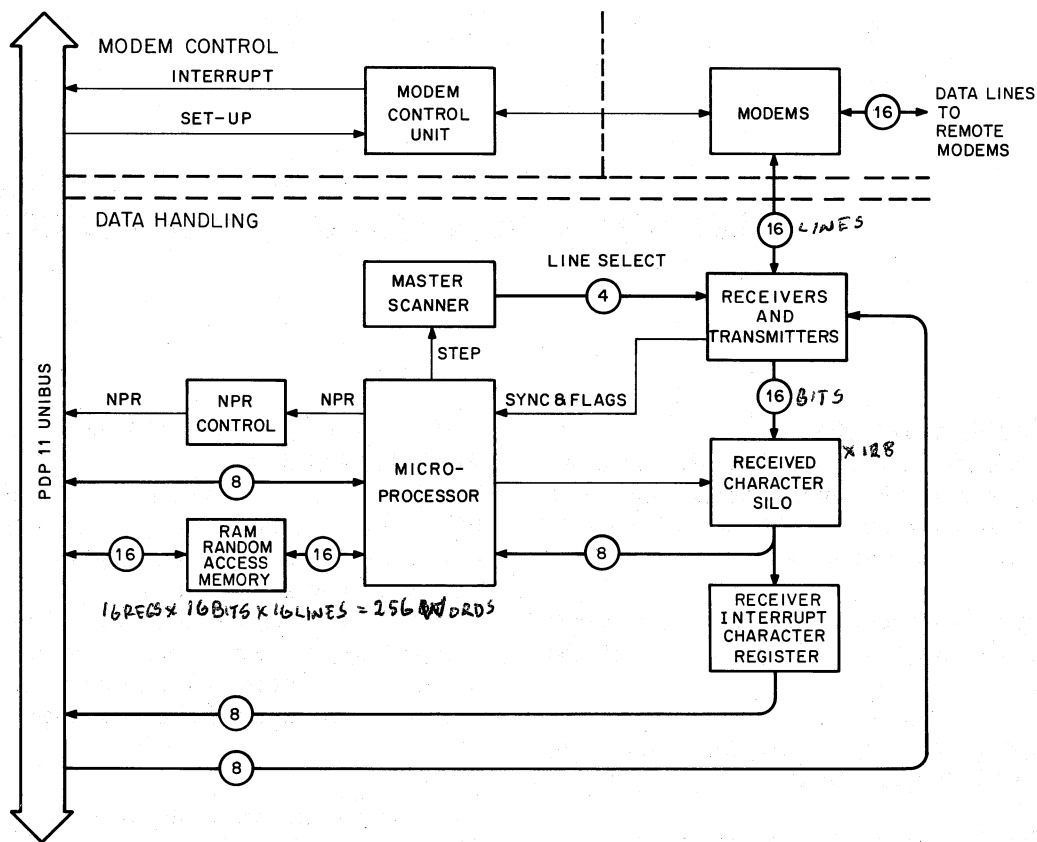 MODEM CONTROL
INTERRUPT
SET-UP
MODEM
CONTROL
UNIT
MODEMS
16
DATA LINES
TO
REMOTE
MODEMS
DATA HANDLING
16
LINES
MASTER
SCANNER
LINE SELECT
4
RECEIVERS
AND
TRANSMITTERS
STEP
PDP 11 UNIBUS
NPR
NPR
CONTROL
NPR
SYNC & FLAGS
16
BITS
8
MICRO-
PROCESSOR
RECEIVED
CHARACTER
SILO
x 128
16
RAM
RANDOM
ACCESS
MEMORY
16
8
16 REGS x 16 BITS x 16 LINES = 256 WORDS
RECEIVER
INTERRUPT
CHARACTER
REGISTER
8
8